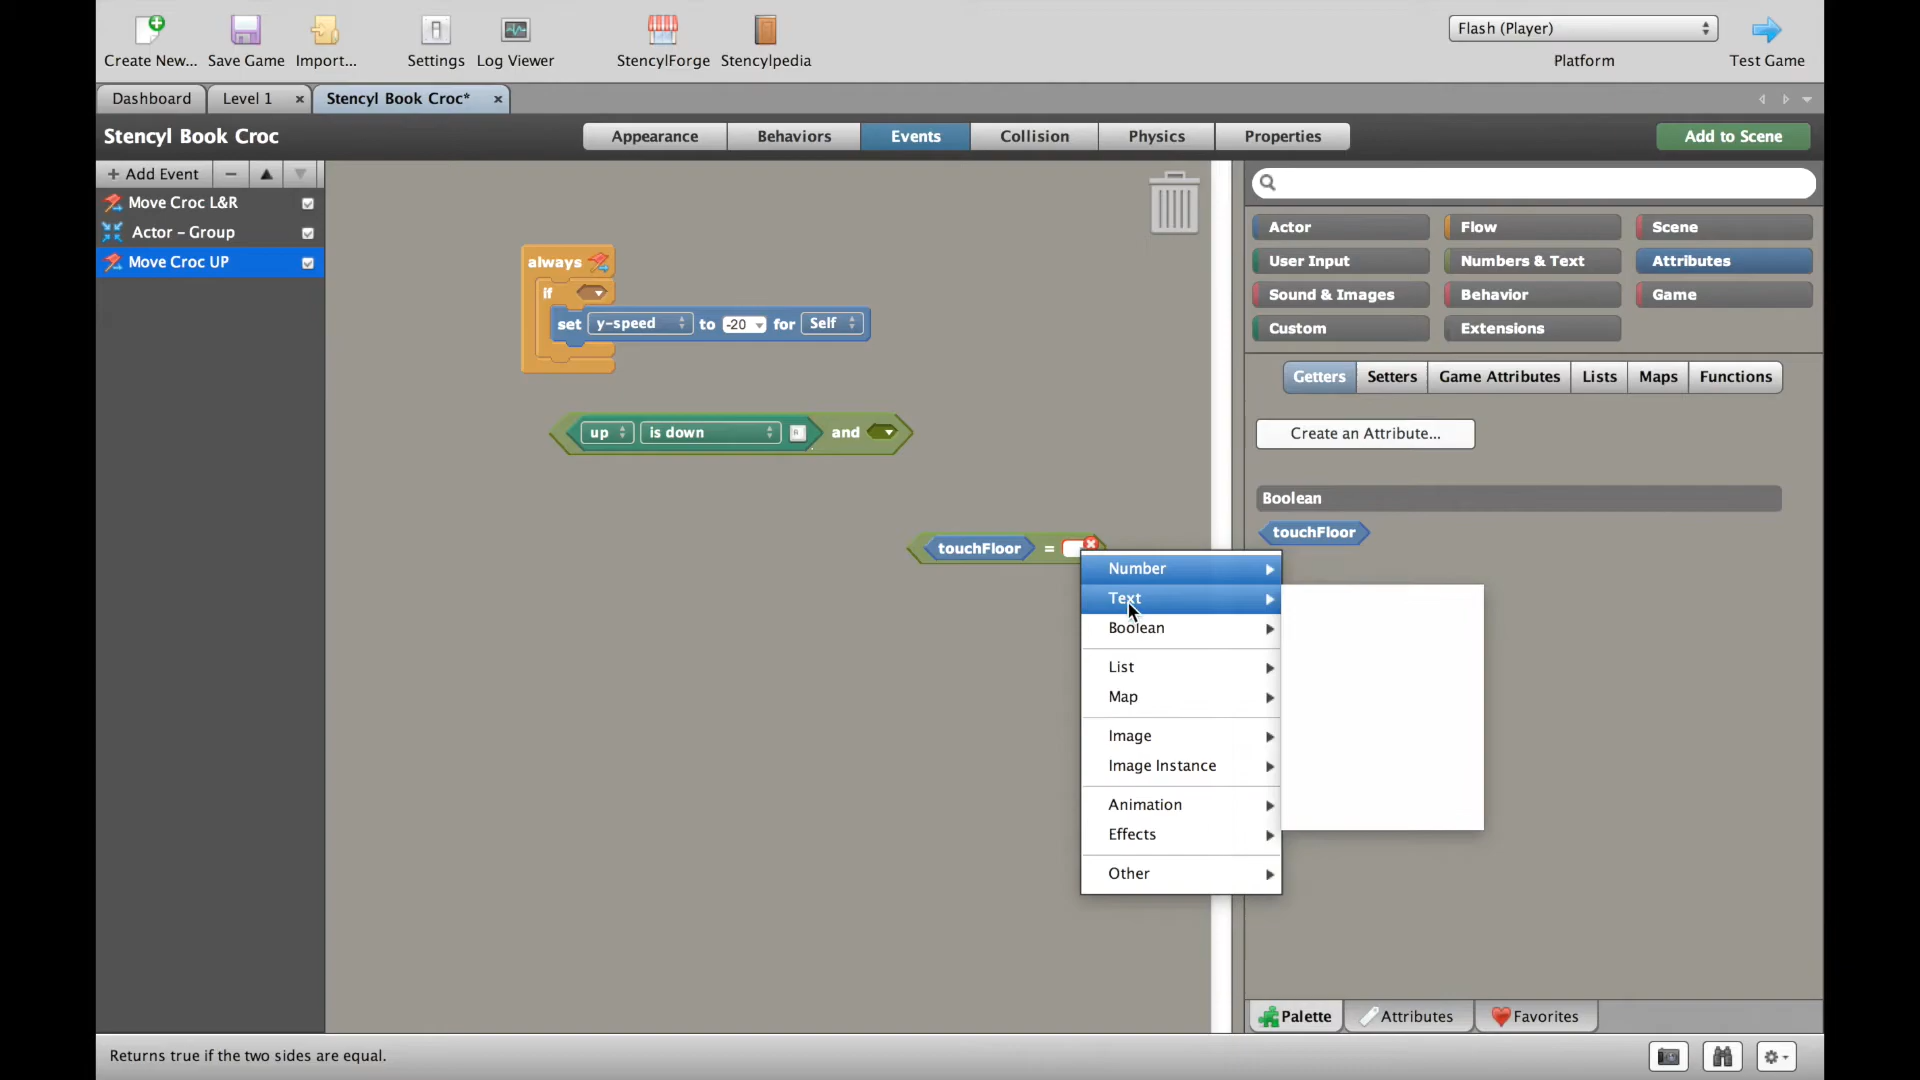 Create New... Save Game Import... Settings Log Viewer StencylForge Stencylpedia Flash (Player) Platform Test Game
Dashboard Level 1 Stencyl Book Croc*
Stencyl Book Croc Appearance Behaviors Events Collision Physics Properties Add to Scene
+ Add Event
Move Croc L&R
Actor – Group
Move Croc UP
always
if
set y-speed to -20 for Self
up is down and
touchFloor =
Number
Text
Boolean
List
Map
Image
Image Instance
Animation
Effects
Other
Actor Flow Scene
User Input Numbers & Text Attributes
Sound & Images Behavior Game
Custom Extensions
Getters Setters Game Attributes Lists Maps Functions
Create an Attribute...
Boolean
touchFloor
Palette Attributes Favorites
Returns true if the two sides are equal.